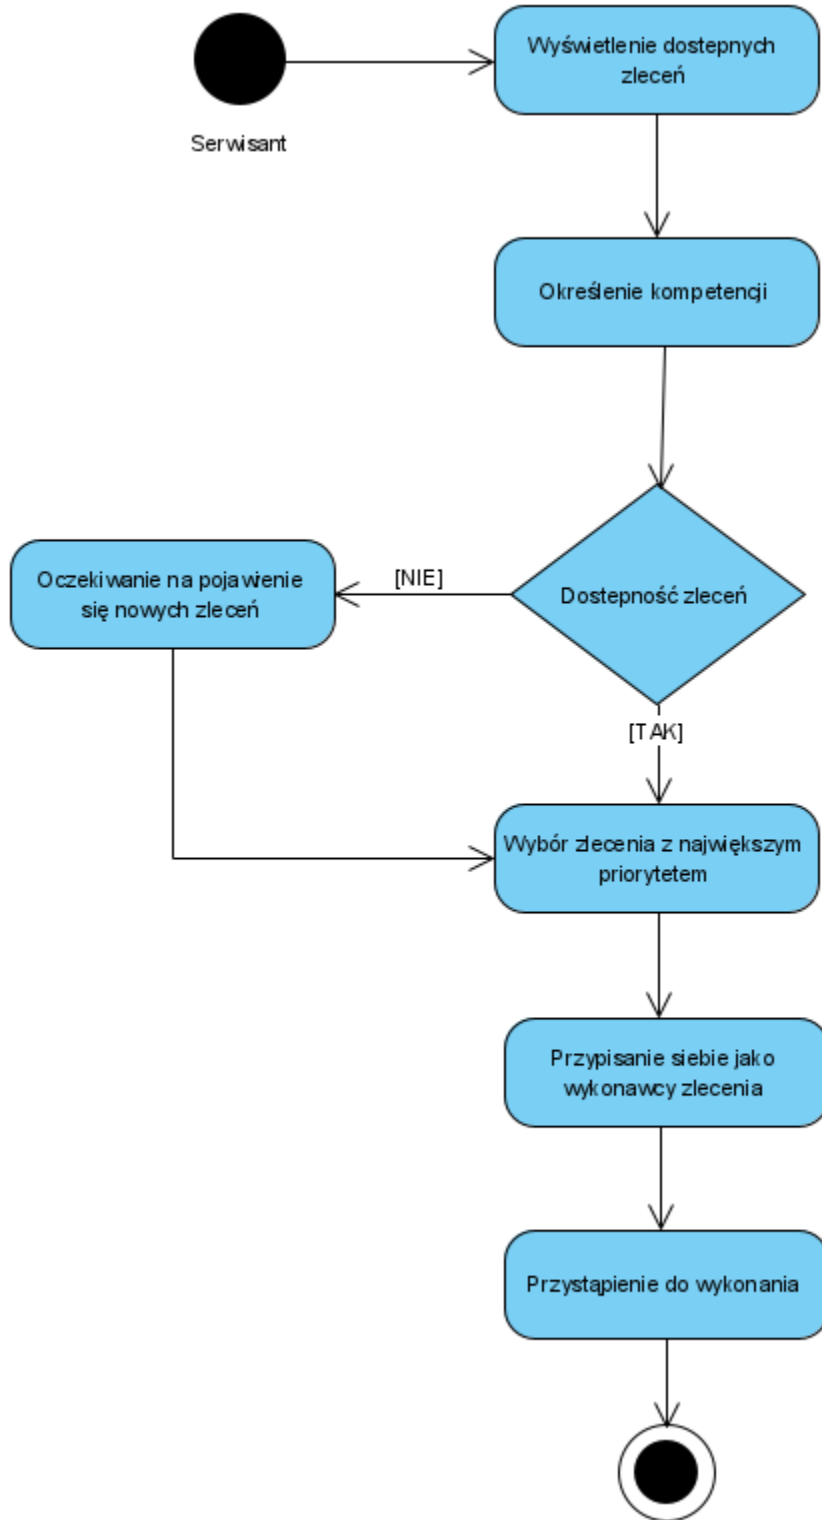 Wyświetlenie dostepnych
zleceń
Serwisant
Określenie kompetencji
Dostepność zleceń
[NIE]
Oczekiwanie na pojawienie
się nowych zleceń
[TAK]
Wybór zlecenia z największym
priorytetem
Przypisanie siebie jako
wykonawcy zlecenia
Przystąpienie do wykonania